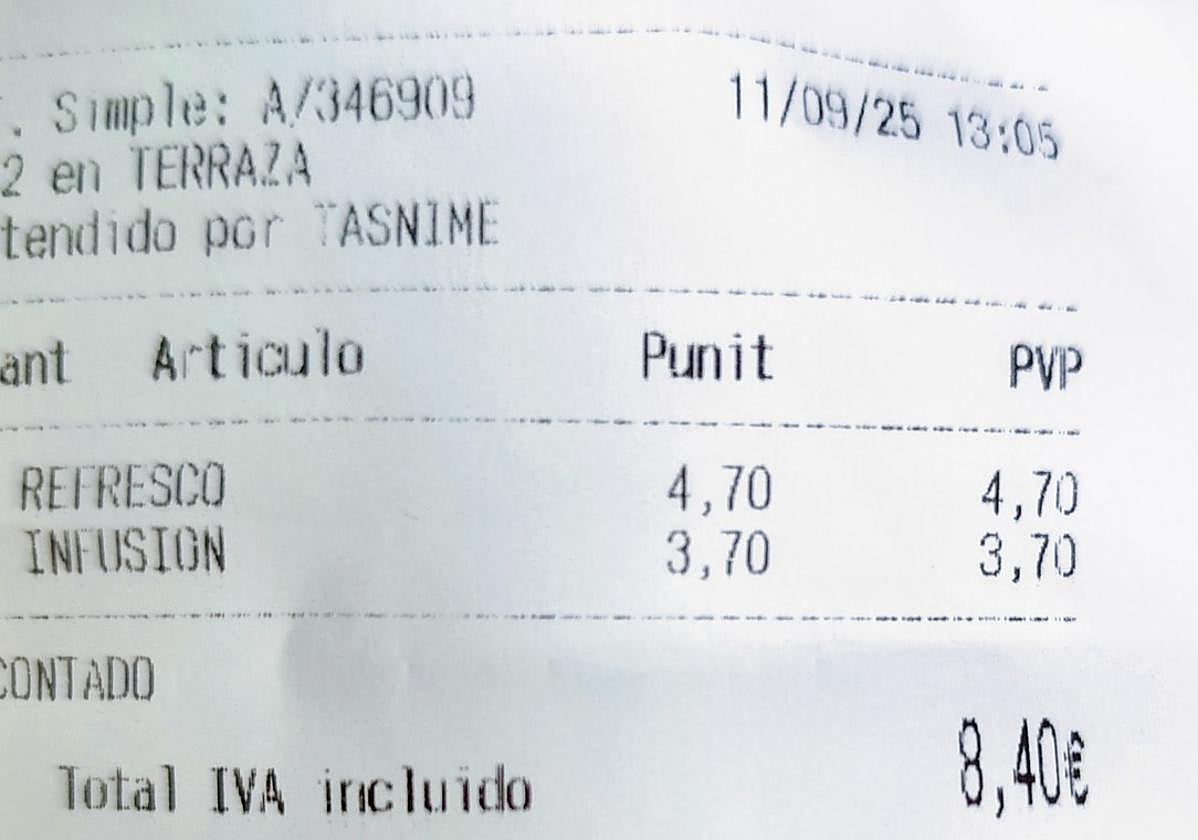 . Simple: A/346909 11/09/25 13:05
2 en TERRAZA
tendido por TASNIME
ant Articulo Punit PVP
REFRESCO 4,70 4,70
INFUSION 3,70 3,70
CONTADO
8,40€
Total IVA incluido